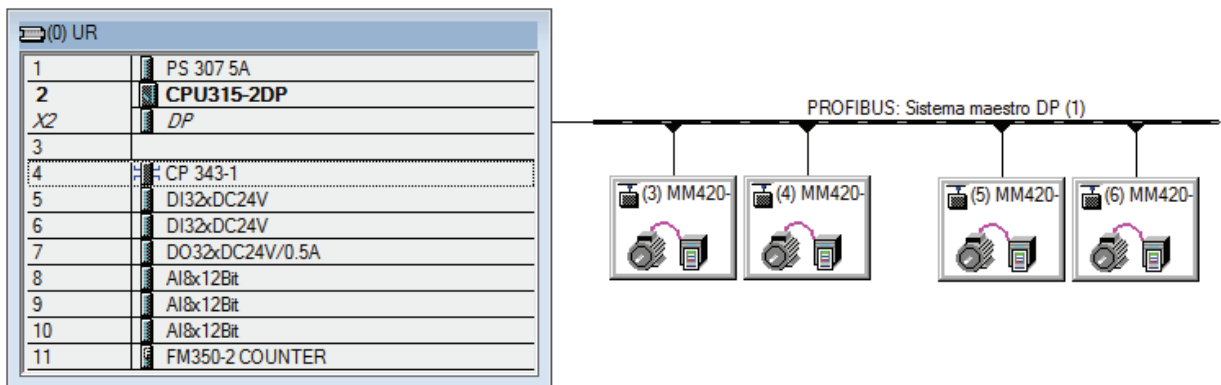 (0) UR
1 PS 307 5A
2 CPU315-2DP
X2 DP
3
4 CP 343-1
5 DI32xDC24V
6 DI32xDC24V
7 DO32xDC24V/0.5A
8 AI8x12Bit
9 AI8x12Bit
10 AI8x12Bit
11 FM350-2 COUNTER
PROFIBUS: Sistema maestro DP (1)
(3) MM420-
(4) MM420-
(5) MM420-
(6) MM420-